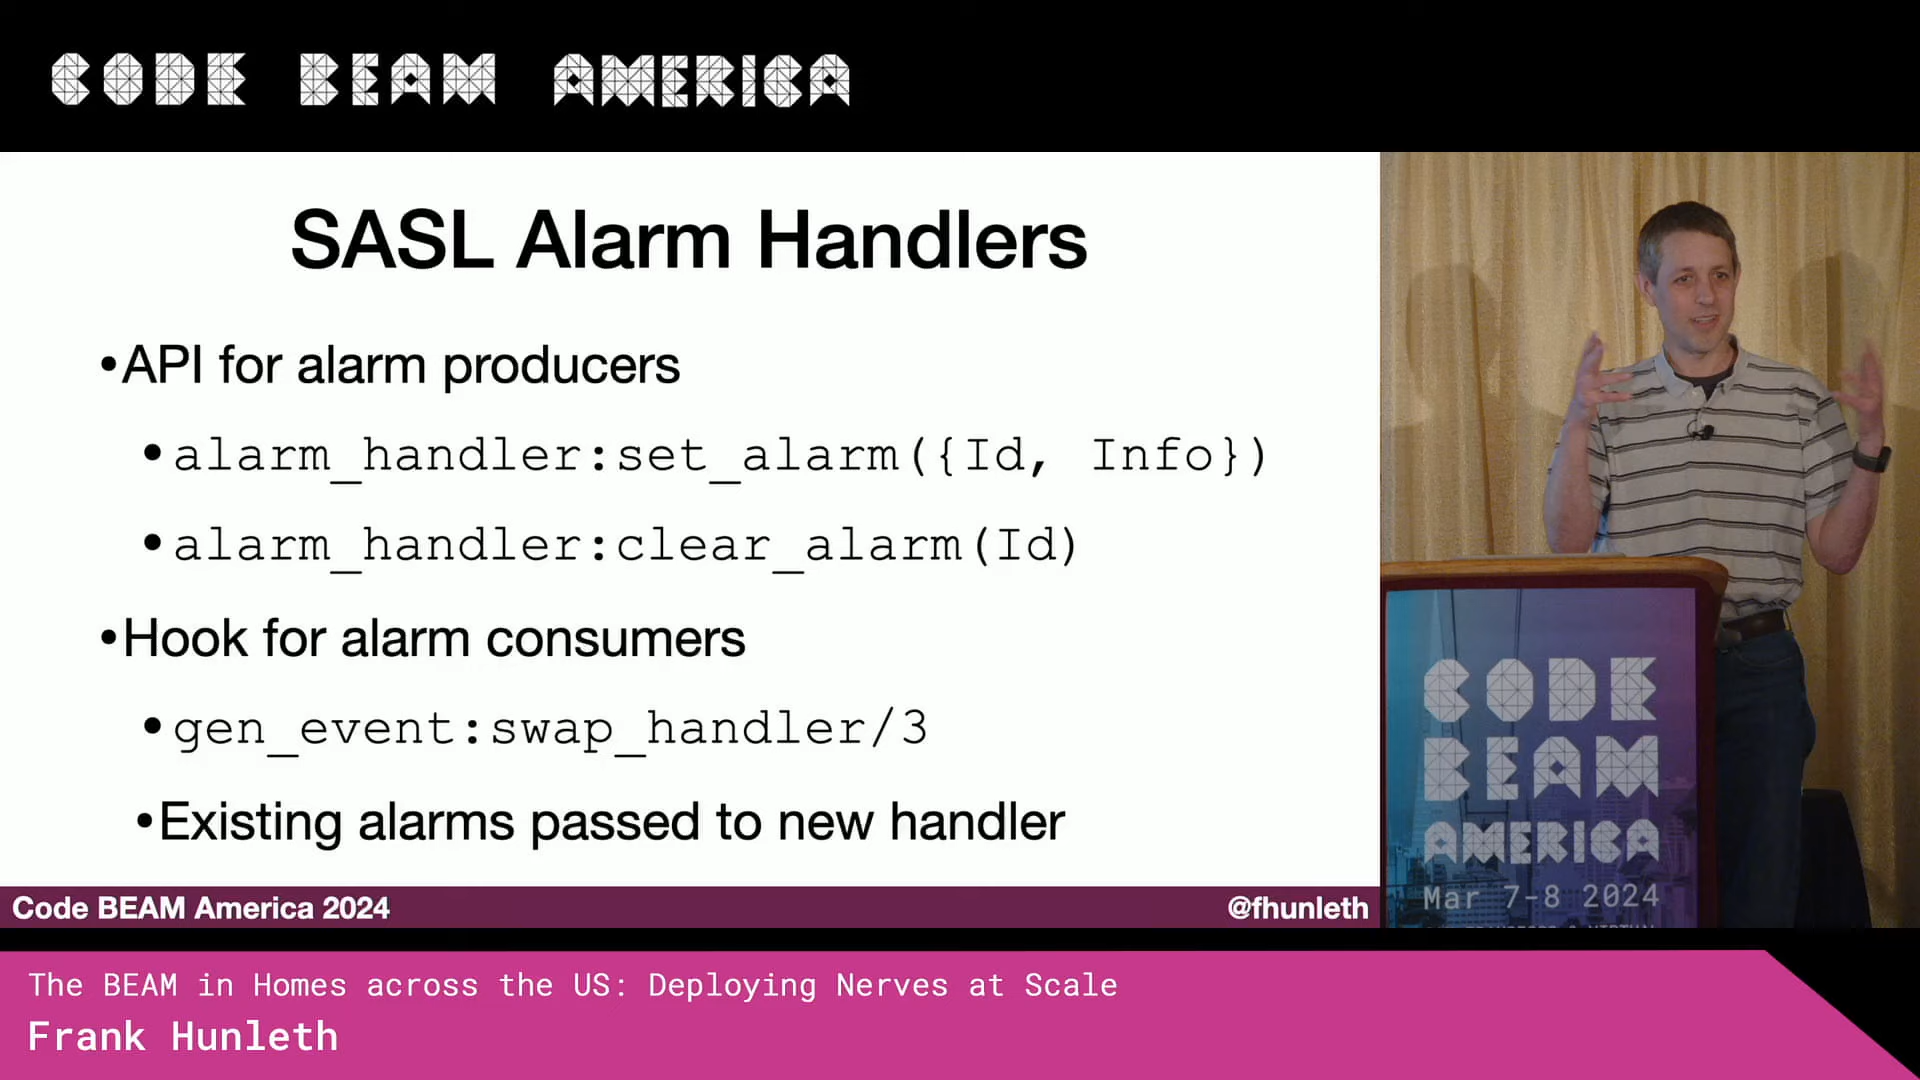 CODE BEAM AMERICA
SASL Alarm Handlers
•API for alarm producers
•alarm_handler:set_alarm({Id, Info})
•alarm_handler:clear_alarm(Id)
•Hook for alarm consumers
•gen_event:swap_handler/3
•Existing alarms passed to new handler
Code BEAM America 2024
@fhunleth
CODE
BEAM
AMERICA
Mar 7-8 2024
The BEAM in Homes across the US: Deploying Nerves at Scale
Frank Hunleth